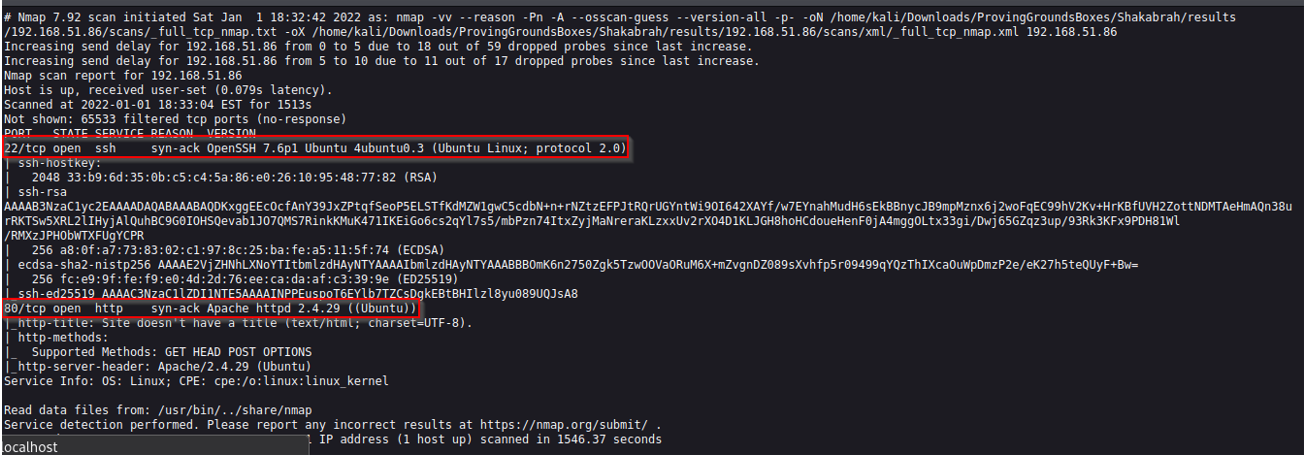 # Nmap 7.92 scan initiated Sat Jan  1 18:32:42 2022 as: nmap -vv --reason -Pn -A --osscan-guess --version-all -p- -oN /home/kali/Downloads/ProvingGroundsBoxes/Shakabrah/results
/192.168.51.86/scans/_full_tcp_nmap.txt -oX /home/kali/Downloads/ProvingGroundsBoxes/Shakabrah/results/192.168.51.86/scans/xml/_full_tcp_nmap.xml 192.168.51.86
Increasing send delay for 192.168.51.86 from 0 to 5 due to 18 out of 59 dropped probes since last increase.
Increasing send delay for 192.168.51.86 from 5 to 10 due to 11 out of 17 dropped probes since last increase.
Nmap scan report for 192.168.51.86
Host is up, received user-set (0.079s latency).
Scanned at 2022-01-01 18:33:04 EST for 1513s
Not shown: 65533 filtered tcp ports (no-response)
PORT   STATE SERVICE REASON  VERSION
22/tcp open  ssh     syn-ack OpenSSH 7.6p1 Ubuntu 4ubuntu0.3 (Ubuntu Linux; protocol 2.0)
| ssh-hostkey:
|   2048 33:b9:6d:35:0b:c5:c4:5a:86:e0:26:10:95:48:77:82 (RSA)
| ssh-rsa
AAAAB3NzaC1yc2EAAAADAQABAAABAQDKxggEEcOcfAnY39JxZPtqfSeoP5ELSTfKdMZW1gwC5cdbN+n+rNZtzEFPJtRQrUGYntWi9OI642XAYf/w7EYnahMudH6sEkBBnycJB9mpMznx6j2woFqEC99hV2Kv+HrKBfUVH2ZottNDMTAeHmAQn38u
rRKTSw5XRL2lIHyjAlQuhBC9G0IOHSQevab1JO7QMS7RinkKMuK471IKEiGo6cs2qYl7s5/mbPzn74ItxZyjMaNreraKLzxxUv2rXO4D1KLJGH8hoHCdoueHenF0jA4mggOLtx33gi/Dwj65GZqz3up/93Rk3KFx9PDH81Wl
/RMXzJPHObWTXFUgYCPR
|   256 a8:0f:a7:73:83:02:c1:97:8c:25:ba:fe:a5:11:5f:74 (ECDSA)
| ecdsa-sha2-nistp256 AAAAE2VjZHNhLXNoYTItbmlzdHAyNTYAAAAIbmlzdHAyNTYAAABBBOmK6n2750Zgk5TzwOOVaORuM6X+mZvgnDZ089sXvhfp5r09499qYQzThIXcaOuWpDmzP2e/eK27h5teQUyF+Bw=
|   256 fc:e9:9f:fe:f9:e0:4d:2d:76:ee:ca:da:af:c3:39:9e (ED25519)
| ssh-ed25519 AAAAC3NzaC1lZDI1NTE5AAAAINPPEuspoT6EYlb7TZCsDgkEBtBHIlzl8yu089UQJsA8
80/tcp open  http    syn-ack Apache httpd 2.4.29 ((Ubuntu))
|_http-title: Site doesn't have a title (text/html; charset=UTF-8).
| http-methods:
|_  Supported Methods: GET HEAD POST OPTIONS
|_http-server-header: Apache/2.4.29 (Ubuntu)
Service Info: OS: Linux; CPE: cpe:/o:linux:linux_kernel
Read data files from: /usr/bin/../share/nmap
Service detection performed. Please report any incorrect results at https://nmap.org/submit/ .
IP address (1 host up) scanned in 1546.37 seconds
localhost